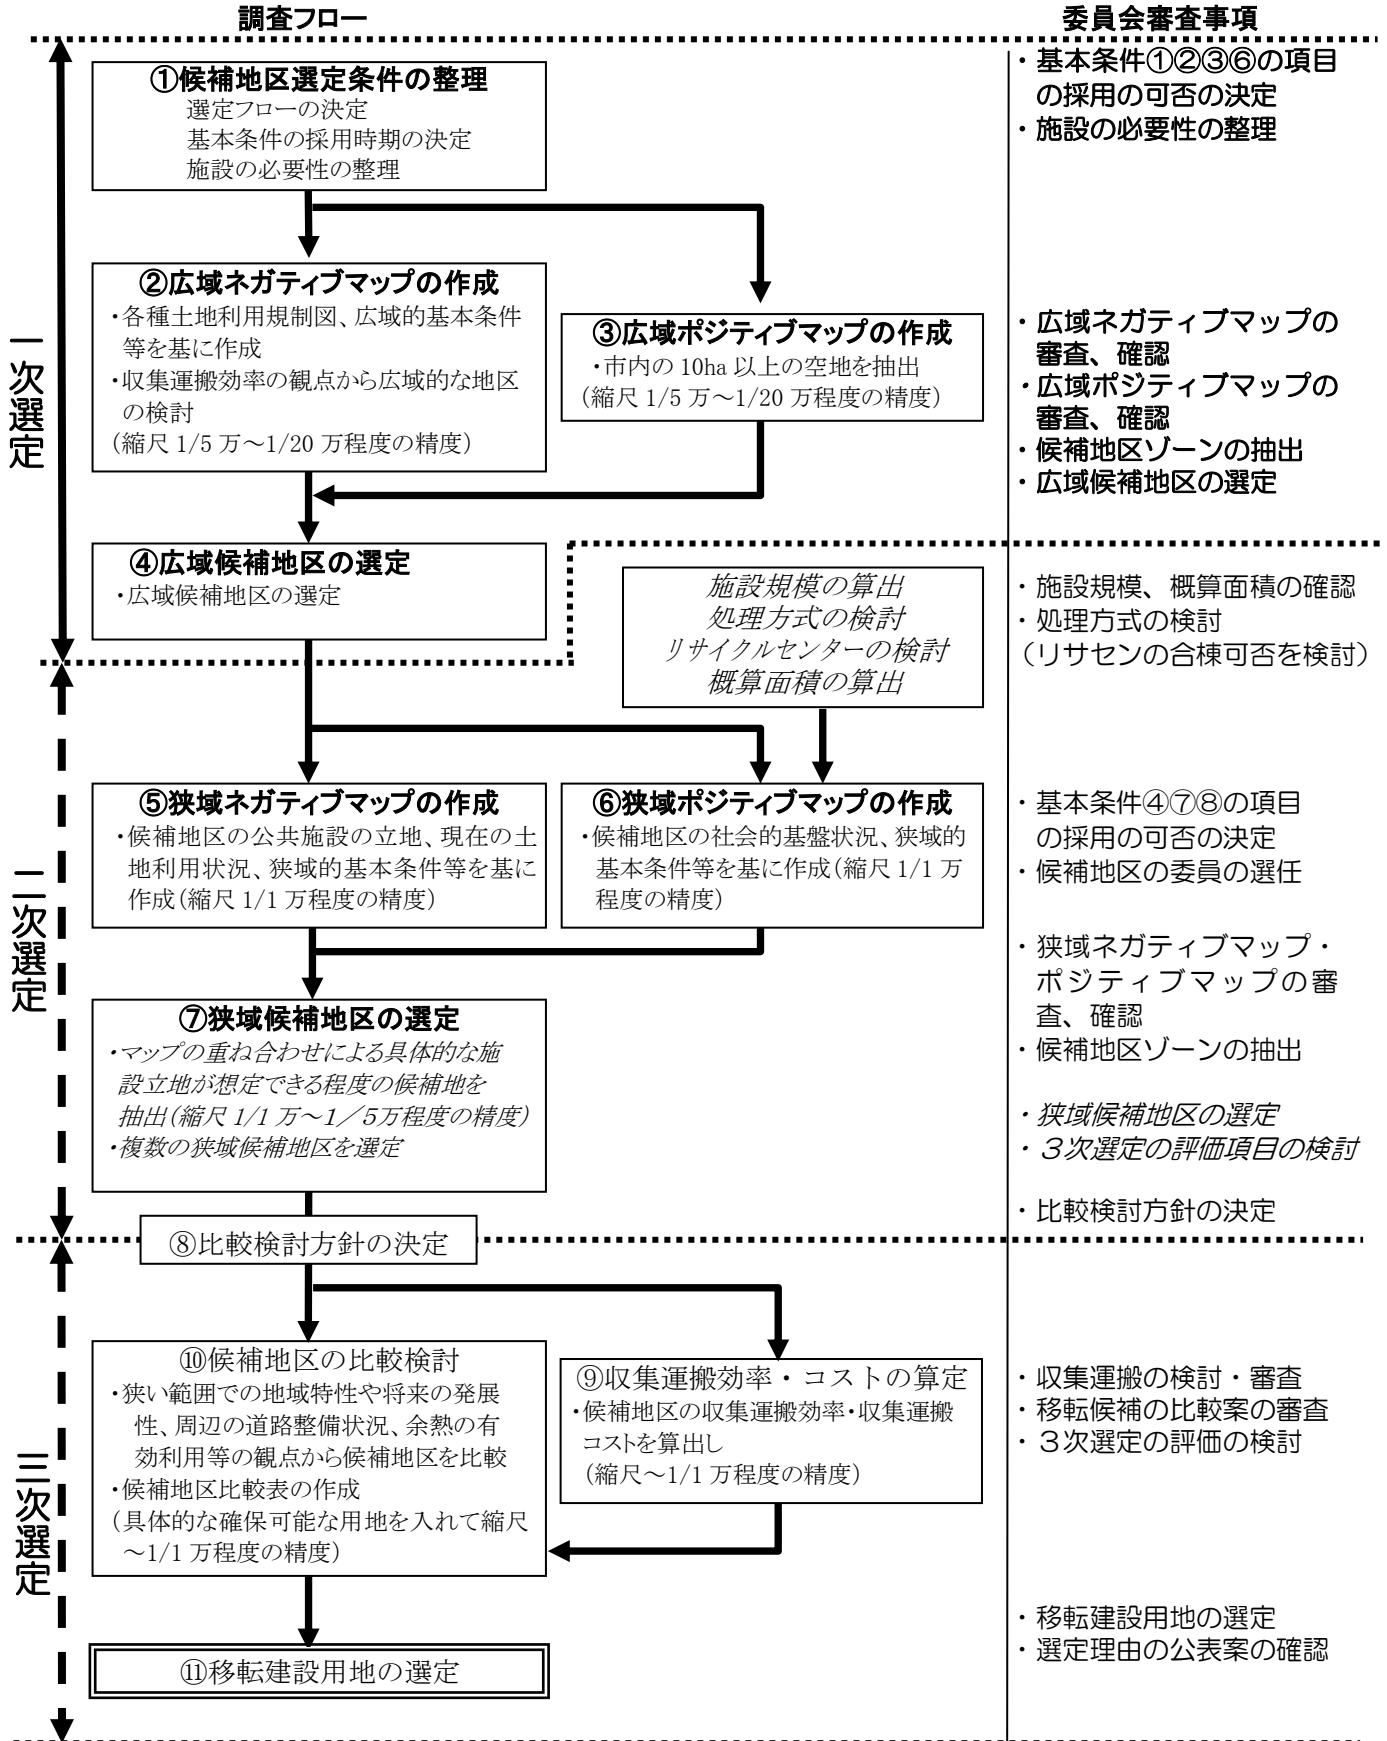 調査フロー
委員会審査事項
一次選定
①候補地区選定条件の整理
選定フローの決定
基本条件の採用時期の決定
施設の必要性の整理
・基本条件①②③⑥の項目
の採用の可否の決定
・施設の必要性の整理
②広域ネガティブマップの作成
・各種土地利用規制図、広域的基本条件
等を基に作成
・収集運搬効率の観点から広域的な地区
の検討
（縮尺 1/5 万～1/20 万程度の精度）
③広域ポジティブマップの作成
・市内の 10ha 以上の空地を抽出
（縮尺 1/5 万～1/20 万程度の精度）
・広域ネガティブマップの
審査、確認
・広域ポジティブマップの
審査、確認
・候補地区ゾーンの抽出
・広域候補地区の選定
④広域候補地区の選定
・広域候補地区の選定
二次選定
施設規模の算出
処理方式の検討
リサイクルセンターの検討
概算面積の算出
・施設規模、概算面積の確認
・処理方式の検討
（リサセンの合棟可否を検討）
⑤狭域ネガティブマップの作成
・候補地区の公共施設の立地、現在の土
地利用状況、狭域的基本条件等を基に
作成（縮尺 1/1 万程度の精度）
⑥狭域ポジティブマップの作成
・候補地区の社会的基盤状況、狭域的
基本条件等を基に作成（縮尺 1/1 万
程度の精度）
・基本条件④⑦⑧の項目
の採用の可否の決定
・候補地区の委員の選任
・狭域ネガティブマップ・
ポジティブマップの審
査、確認
・候補地区ゾーンの抽出
⑦狭域候補地区の選定
・マップの重ね合わせによる具体的な施
設立地が想定できる程度の候補地を
抽出（縮尺 1/1 万～1／5万程度の精度）
・複数の狭域候補地区を選定
・狭域候補地区の選定
・３次選定の評価項目の検討
・比較検討方針の決定
⑧比較検討方針の決定
三次選定
⑩候補地区の比較検討
・狭い範囲での地域特性や将来の発展
性、周辺の道路整備状況、余熱の有
効利用等の観点から候補地区を比較
・候補地区比較表の作成
（具体的な確保可能な用地を入れて縮尺
～1/1 万程度の精度）
⑨収集運搬効率・コストの算定
・候補地区の収集運搬効率・収集運搬
コストを算出し
（縮尺～1/1 万程度の精度）
・収集運搬の検討・審査
・移転候補の比較案の審査
・３次選定の評価の検討
⑪移転建設用地の選定
・移転建設用地の選定
・選定理由の公表案の確認